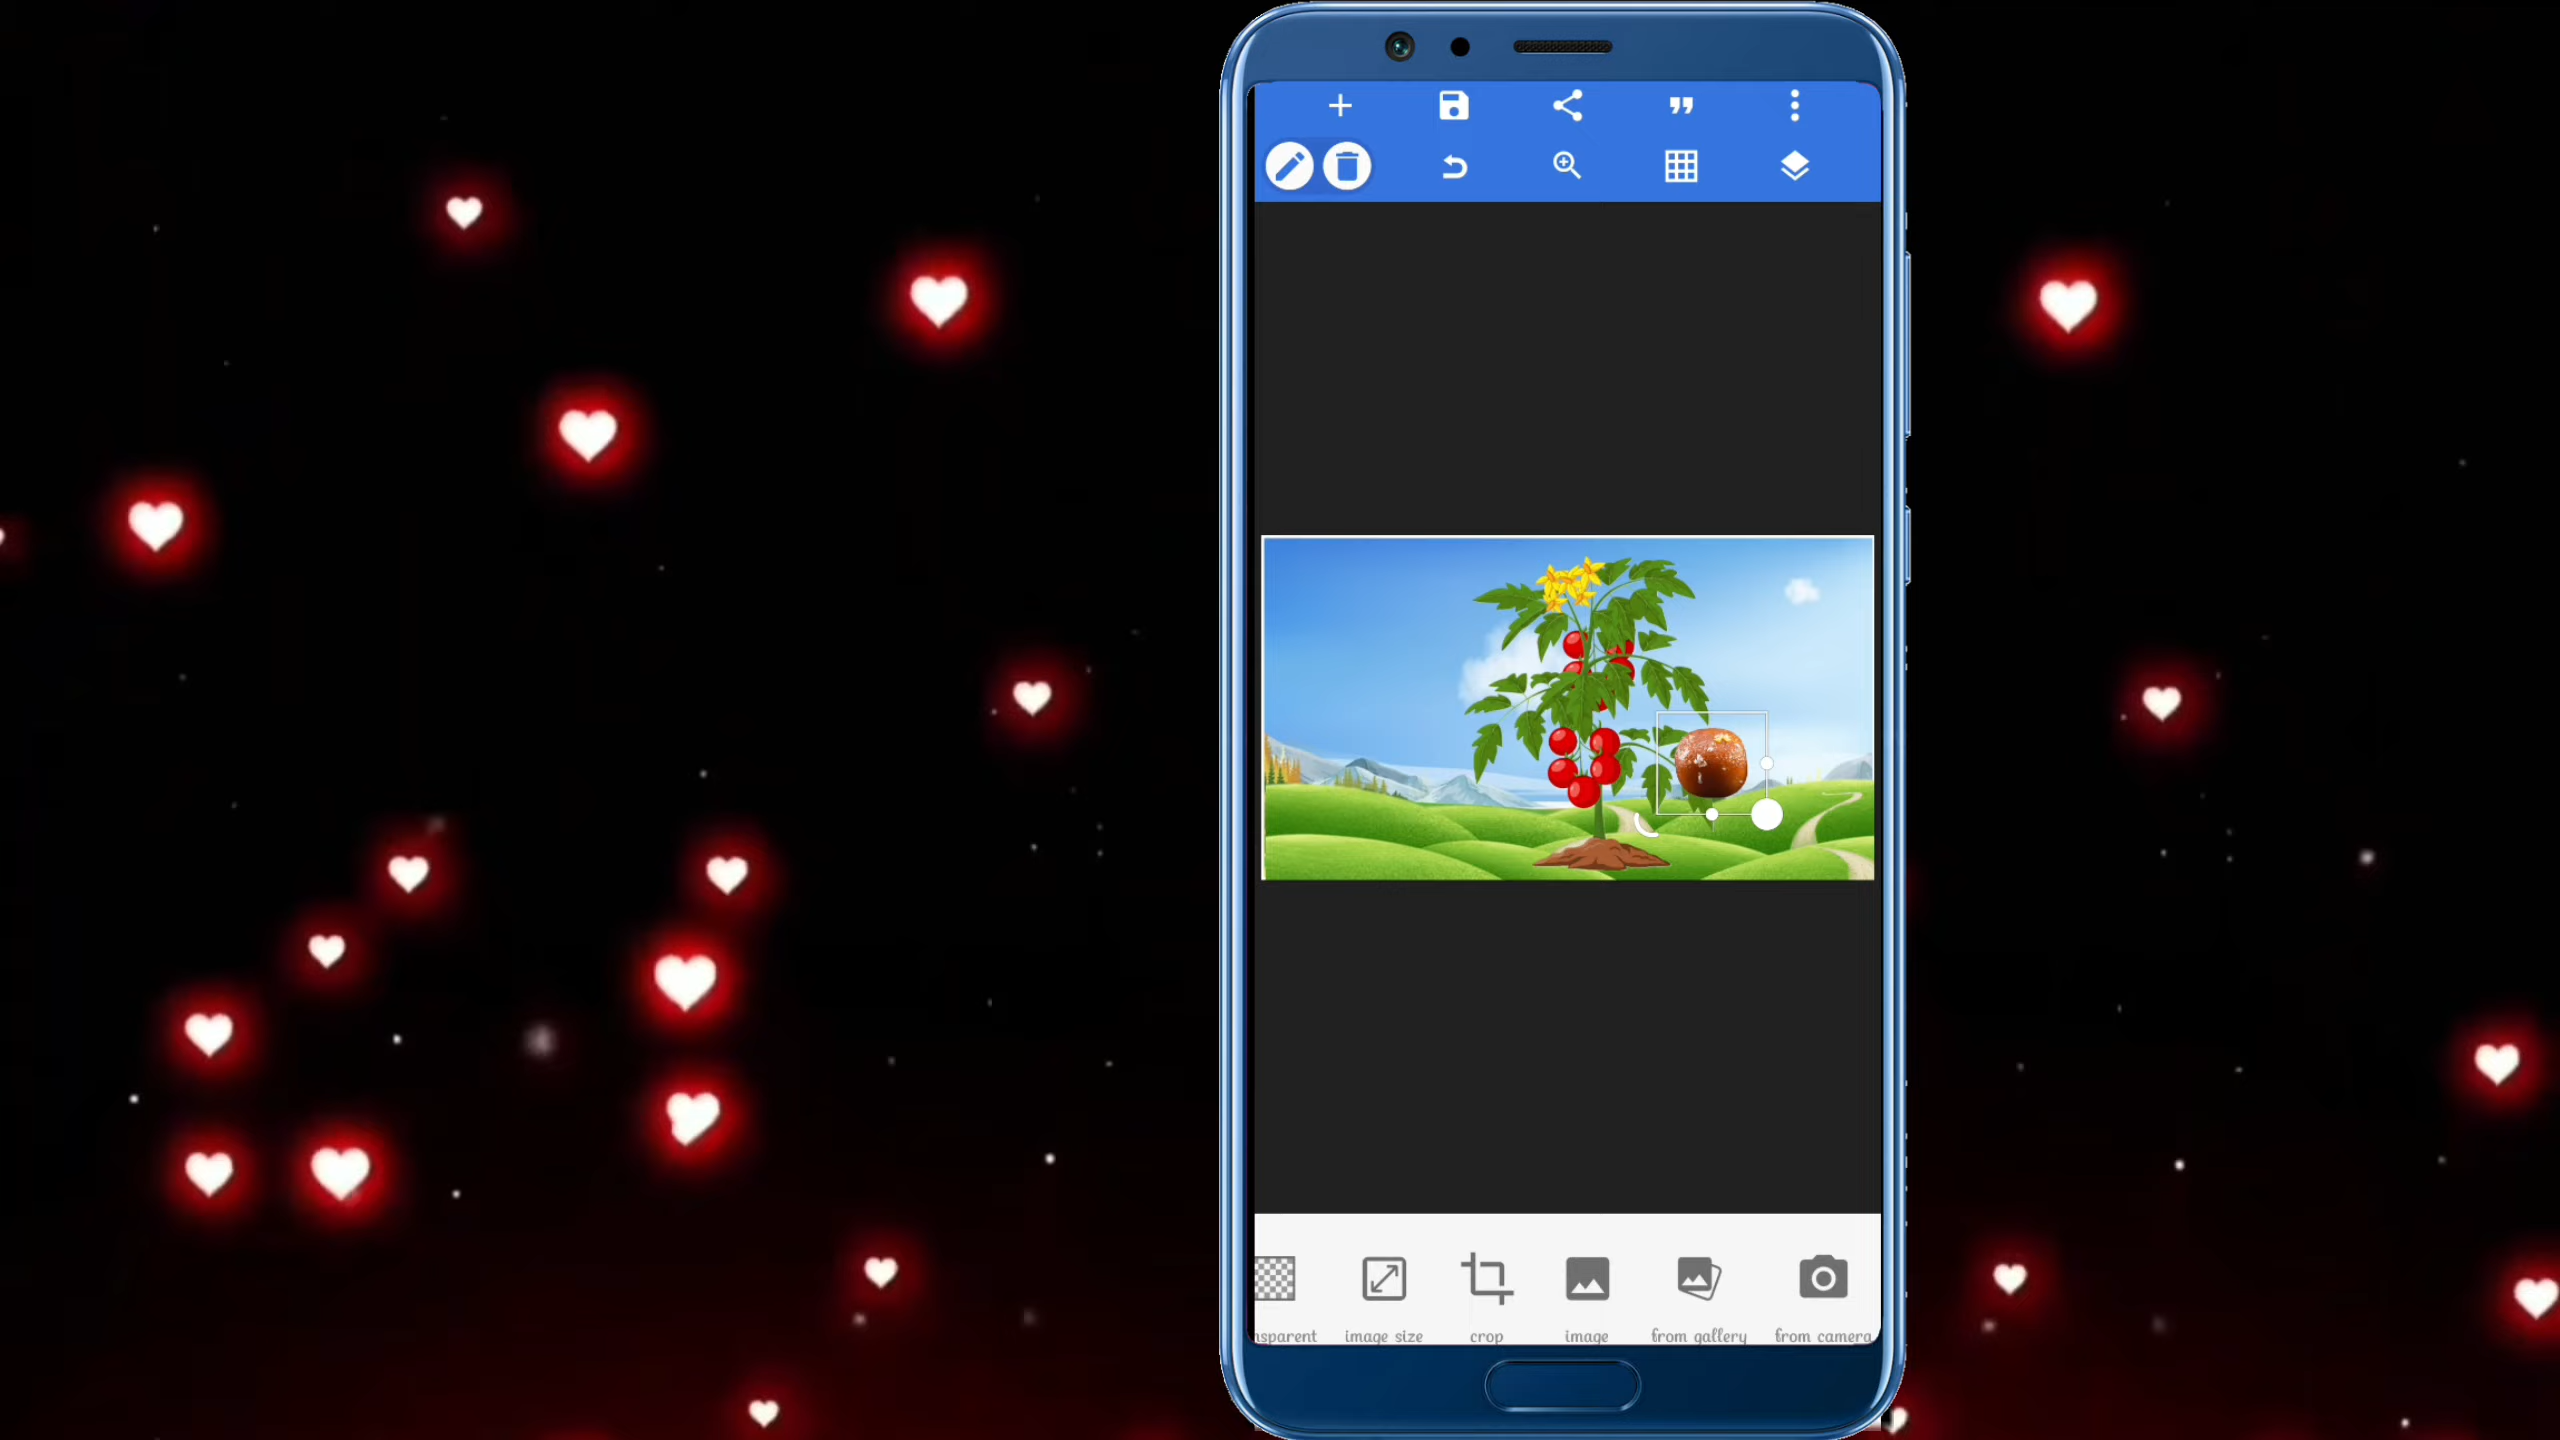 nsparent
image size
crop
image
from gallery
from camera